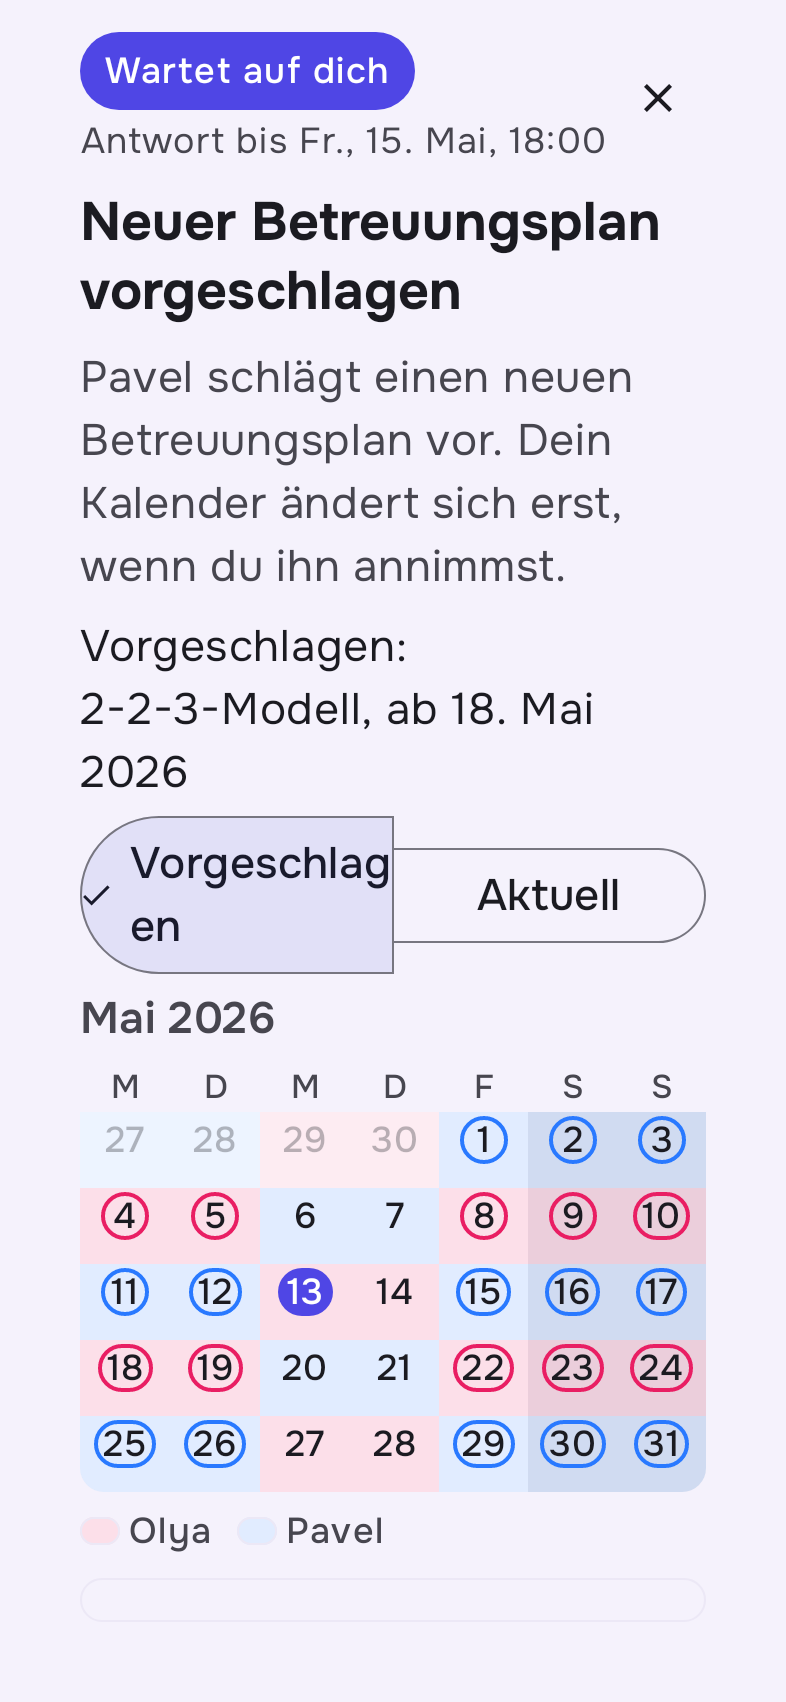 Wartet auf dich
Antwort bis Fr., 15. Mai, 18:00
Neuer Betreuungsplan
vorgeschlagen
Pavel schlägt einen neuen
Betreuungsplan vor. Dein
Kalender ändert sich erst,
wenn du ihn annimmst.
Vorgeschlagen:
2-2-3-Modell, ab 18. Mai
2026
Vorgeschlag
en
Aktuell
Mai 2026
M D M D F S S
27 28 29 30 1 2 3
4 5 6 7 8 9 10
11 12 13 14 15 16 17
18 19 20 21 22 23 24
25 26 27 28 29 30 31
Olya Pavel